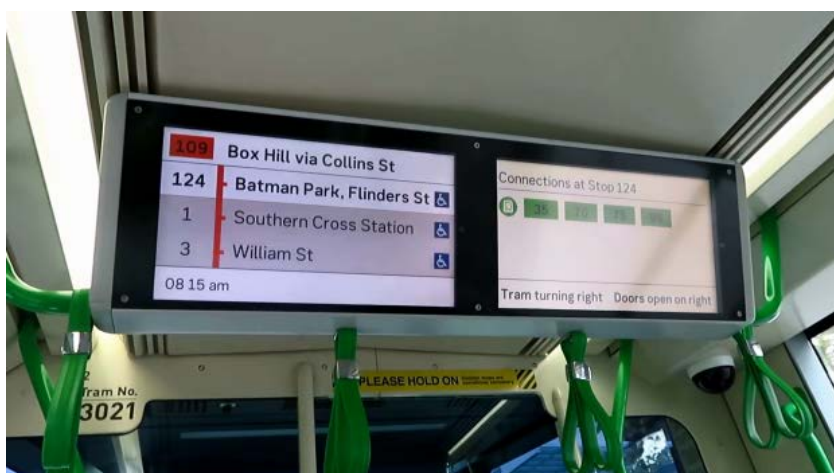 109 Box Hill via Collins St
124 Batman Park, Flinders St
1 Southern Cross Station
3 William St
08 15 am
Connections at Stop 124
35 70 75
Tram turning right Doors open on right
PLEASE HOLD ON
Tram No.
3021